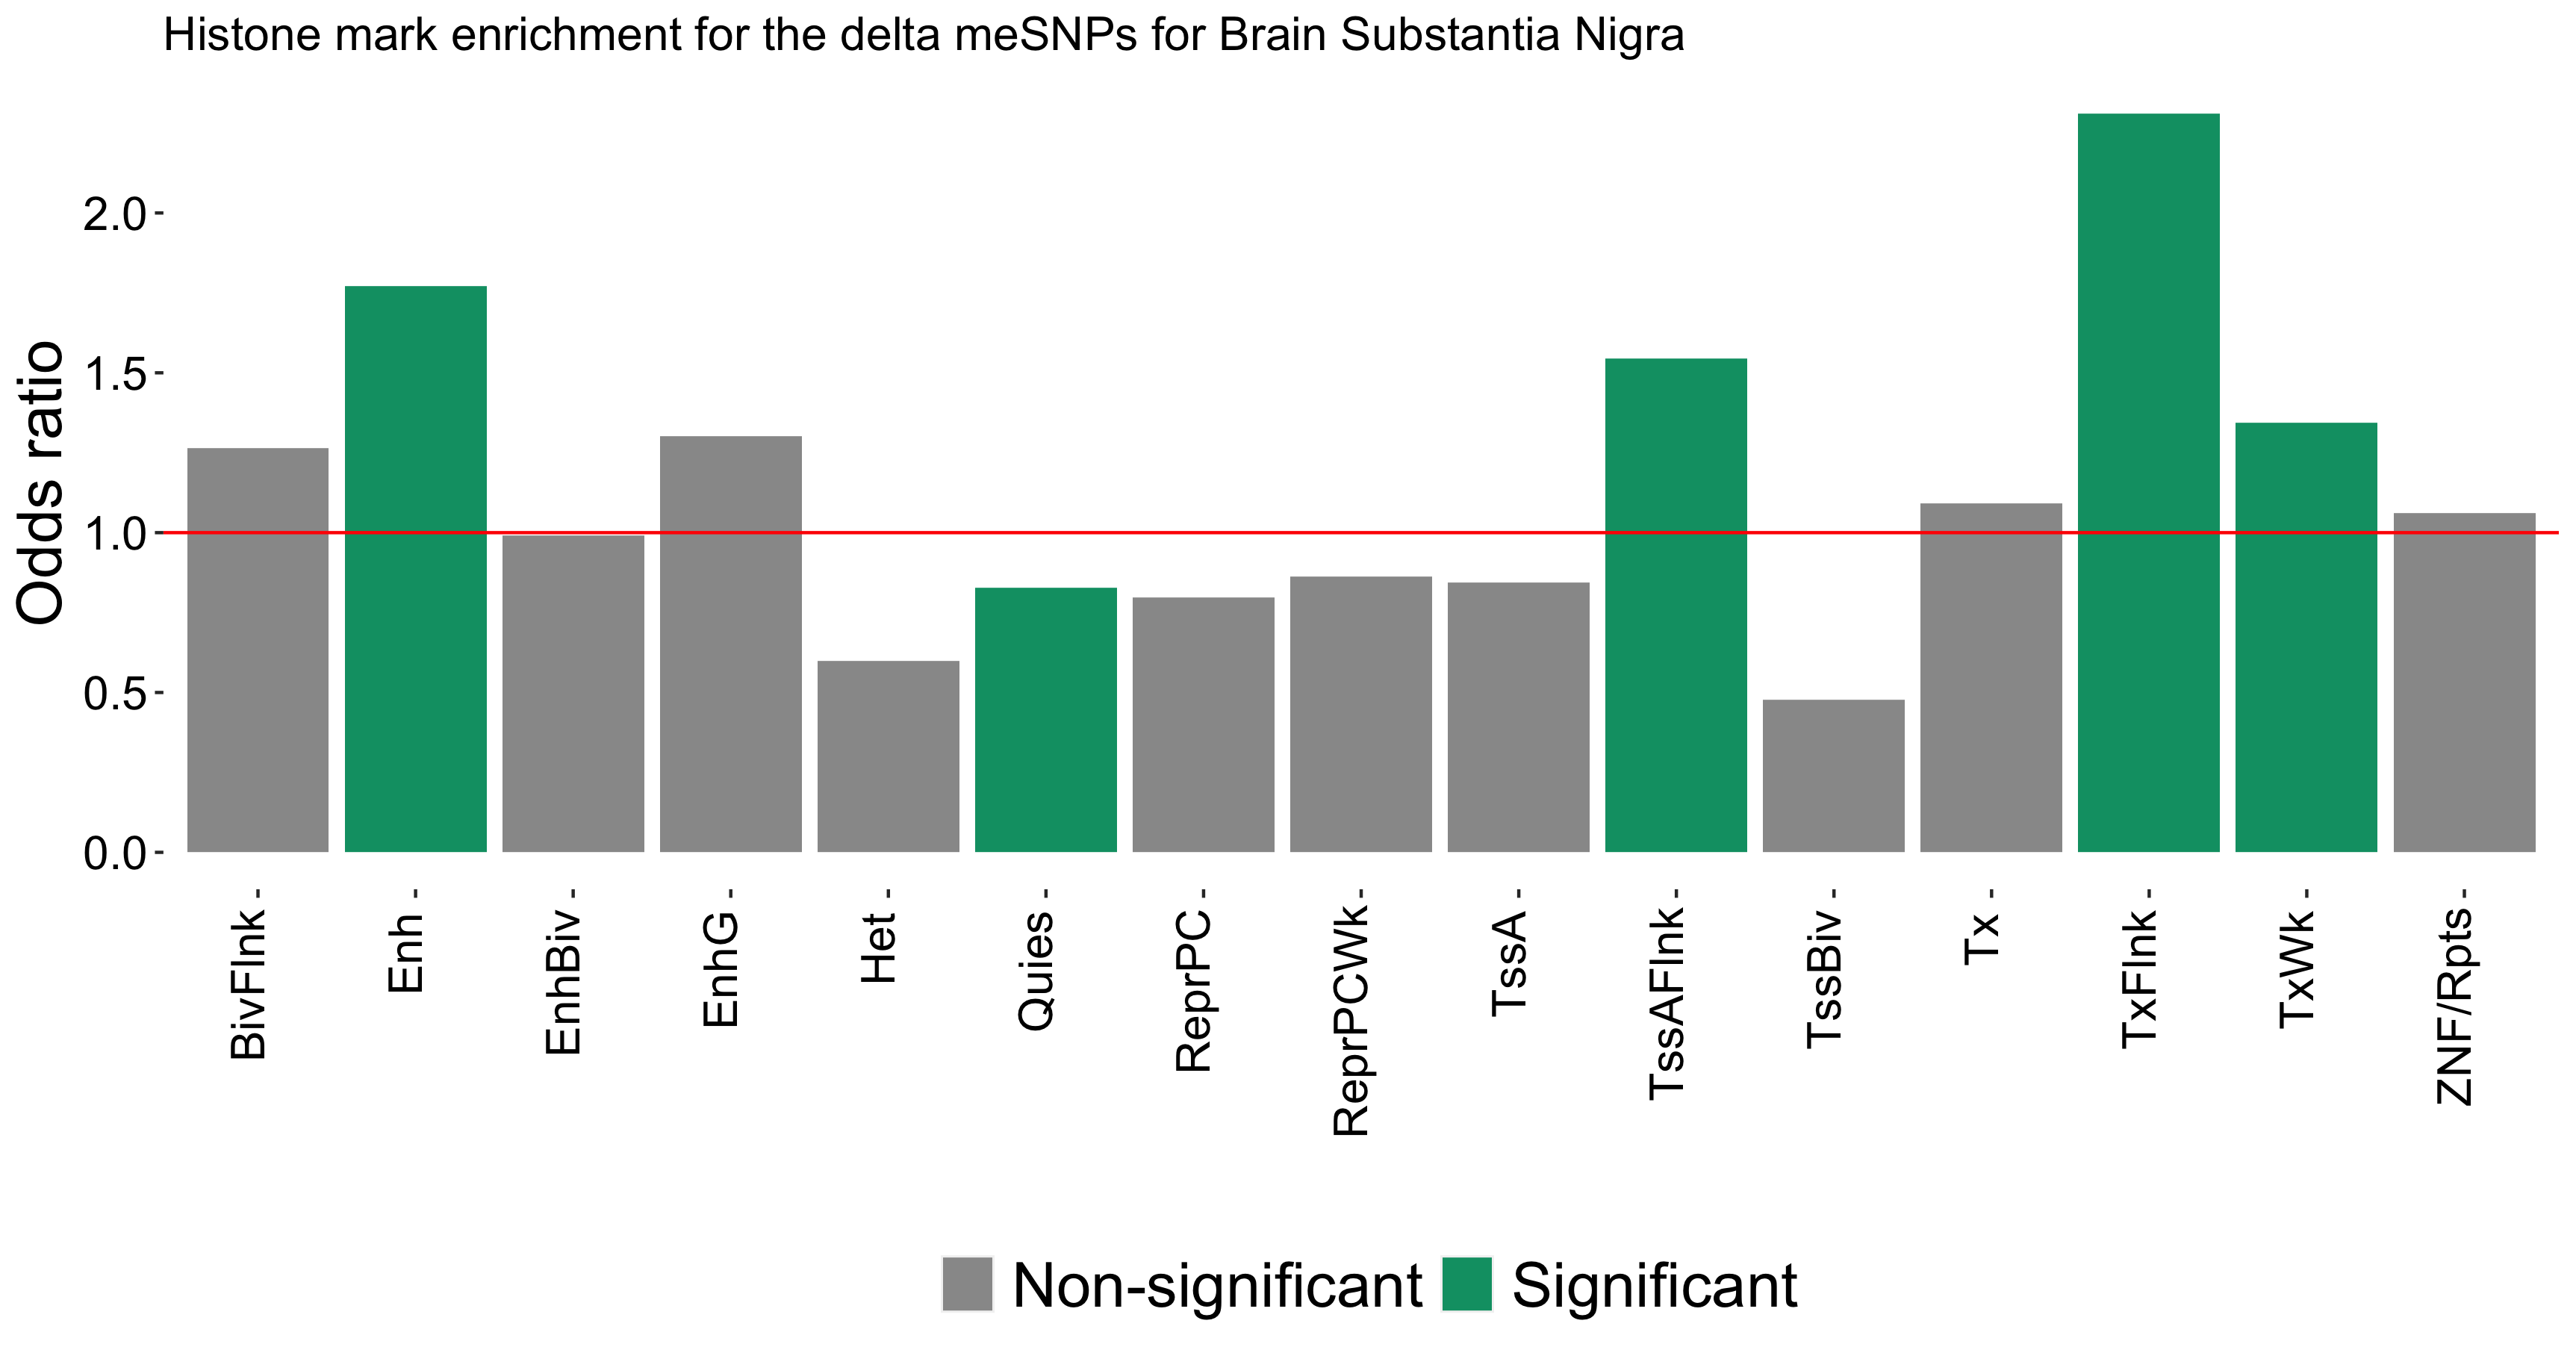 Histone mark enrichment for the delta meSNPs for Brain Substantia Nigra
Odds ratio
2.0
1.5
1.0
0.5
0.0
BivFlnk
Enh
EnhBiv
EnhG
Het
Quies
ReprPC
ReprPCWk
TssA
TssAFlnk
TssBiv
Tx
TxFlnk
TxWk
ZNF/Rpts
Non-significant
Significant